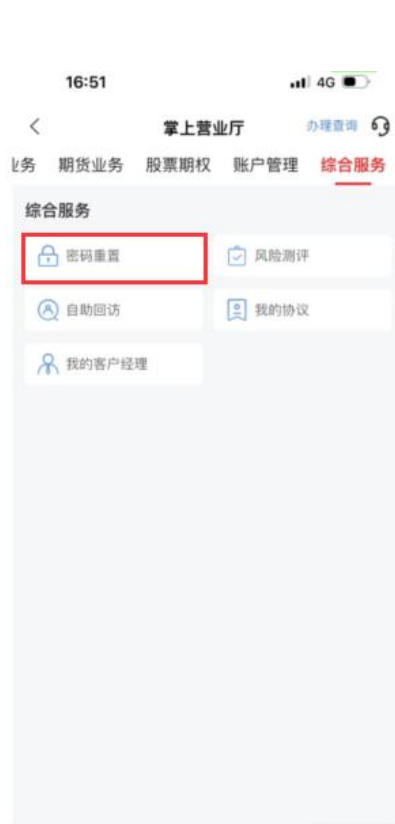 16:51 4G
掌上营业厅 办理查询
业务 期货业务 股票期权 账户管理 综合服务
综合服务
密码重置 风险测评
自助回访 我的协议
我的客户经理